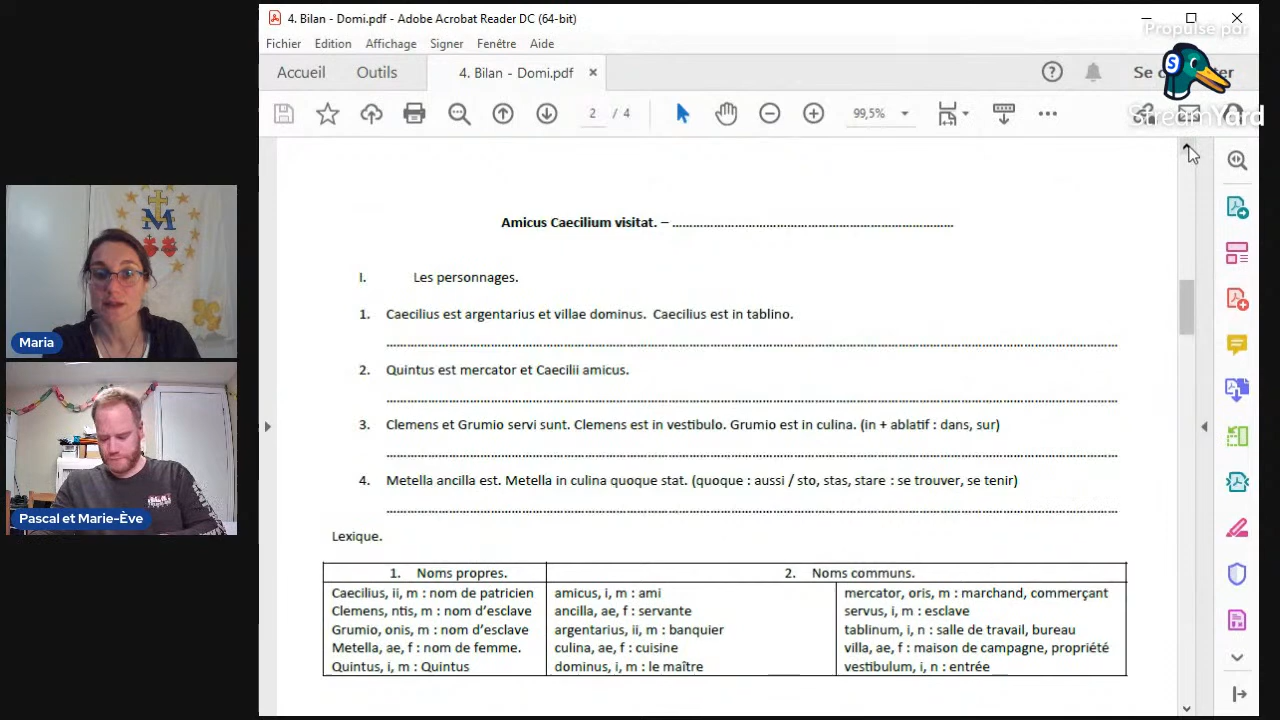 4. Bilan - Domi.pdf - Adobe Acrobat Reader DC (64-bit)
Propulsé par
Fichier Edition Affichage Signer Fenêtre Aide
Accueil Outils 4. Bilan - Domi.pdf ×
2 / 4 99,5%
StreamYard
Amicus Caecilium visitat. – ................................................................................
I. Les personnages.
1. Caecilius est argentarius et villae dominus. Caecilius est in tablino.
................................................................................
2. Quintus est mercator et Caecilii amicus.
................................................................................
3. Clemens et Grumio servi sunt. Clemens est in vestibulo. Grumio est in culina. (in + ablatif : dans, sur)
................................................................................
4. Metella ancilla est. Metella in culina quoque stat. (quoque : aussi / sto, stas, stare : se trouver, se tenir)
................................................................................
Lexique.
1. Noms propres. 2. Noms communs.
Caecilius, ii, m : nom de patricien amicus, i, m : ami mercator, oris, m : marchand, commerçant
Clemens, ntis, m : nom d’esclave ancilla, ae, f : servante servus, i, m : esclave
Grumio, onis, m : nom d’esclave argentarius, ii, m : banquier tablinum, i, n : salle de travail, bureau
Metella, ae, f : nom de femme. culina, ae, f : cuisine villa, ae, f : maison de campagne, propriété
Quintus, i, m : Quintus dominus, i, m : le maître vestibulum, i, n : entrée
Maria
Pascal et Marie-Ève